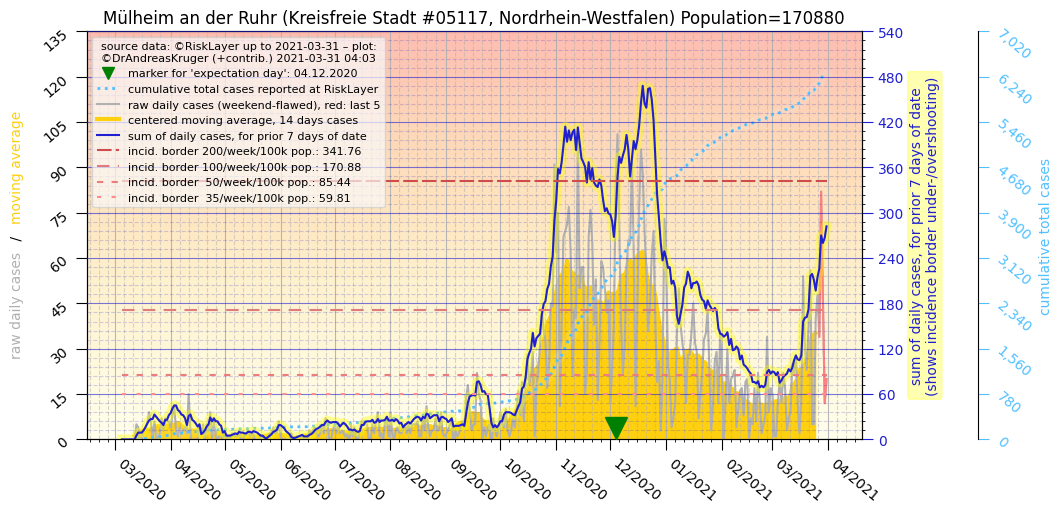 Mülheim an der Ruhr (Kreisfreie Stadt #05117, Nordrhein-Westfalen) Population=170880
source data: ©RiskLayer up to 2021-03-31 – plot:
©DrAndreasKruger (+contrib.) 2021-03-31 04:03
marker for 'expectation day': 04.12.2020
cumulative total cases reported at RiskLayer
raw daily cases (weekend-flawed), red: last 5
centered moving average, 14 days cases
sum of daily cases, for prior 7 days of date
incid. border 200/week/100k pop.: 341.76
incid. border 100/week/100k pop.: 170.88
incid. border  50/week/100k pop.: 85.44
incid. border  35/week/100k pop.: 59.81
raw daily cases / moving average
135
120
105
90
75
60
45
30
15
0
03/2020
04/2020
05/2020
06/2020
07/2020
08/2020
09/2020
10/2020
11/2020
12/2020
01/2021
02/2021
03/2021
04/2021
540
480
420
360
300
240
180
120
60
0
sum of daily cases, for prior 7 days of date
(shows incidence border under-/overshooting)
7,020
6,240
5,460
4,680
3,900
3,120
2,340
1,560
780
0
cumulative total cases